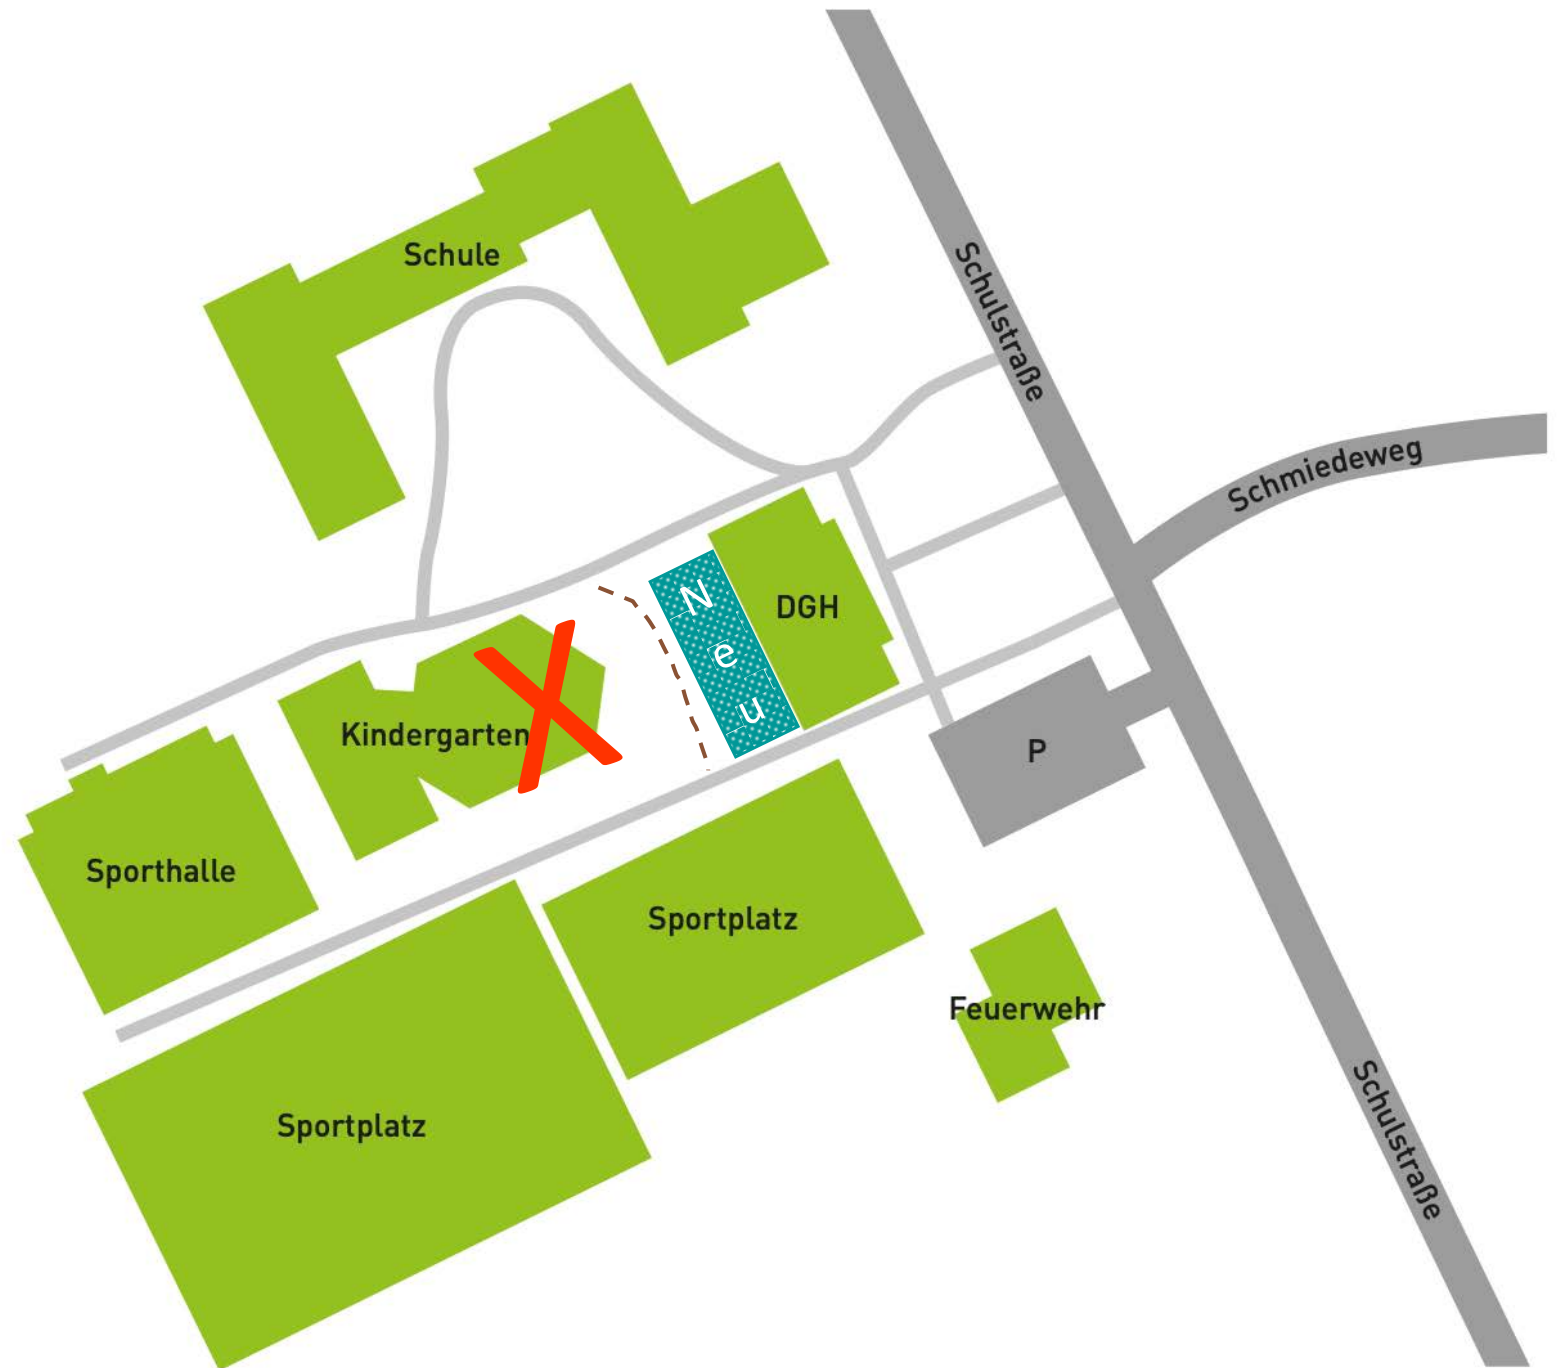 Schule
Schulstraße
Schmiedeweg
N
e
u
DGH
Kindergarten
P
Sporthalle
Sportplatz
Feuerwehr
Sportplatz
Schulstraße